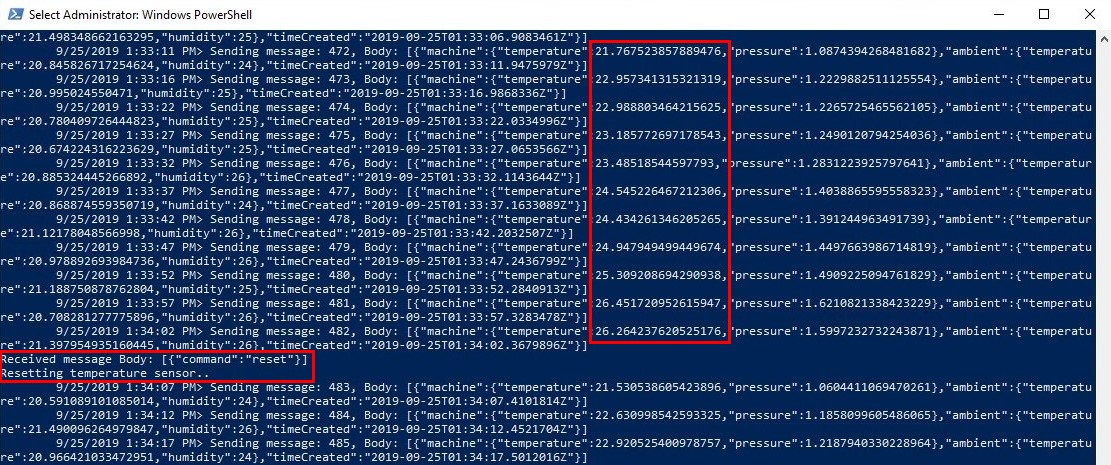 Select Administrator: Windows PowerShell
re":21.498348662163295,"humidity":25},"timeCreated":"2019-09-25T01:33:06.9083461Z"}]
9/25/2019 1:33:11 PM> Sending message: 472, Body: [{"machine":{"temperature":21.767523857889476,"pressure":1.0874394268481682},"ambient":{"temperatu
re":20.845826717254624,"humidity":24},"timeCreated":"2019-09-25T01:33:11.9475979Z"}]
9/25/2019 1:33:16 PM> Sending message: 473, Body: [{"machine":{"temperature":22.957341315321319,"pressure":1.2229882511125554},"ambient":{"temperatu
re":20.995024550471,"humidity":25},"timeCreated":"2019-09-25T01:33:16.9868336Z"}]
9/25/2019 1:33:22 PM> Sending message: 474, Body: [{"machine":{"temperature":22.988803464215625,"pressure":1.2265725465562105},"ambient":{"temperatu
re":20.780409726444823,"humidity":25},"timeCreated":"2019-09-25T01:33:22.0334996Z"}]
9/25/2019 1:33:27 PM> Sending message: 475, Body: [{"machine":{"temperature":23.185772697178543,"pressure":1.2490120794254036},"ambient":{"temperatu
re":20.674224316223629,"humidity":25},"timeCreated":"2019-09-25T01:33:27.0653566Z"}]
9/25/2019 1:33:32 PM> Sending message: 476, Body: [{"machine":{"temperature":23.48518544597793,"pressure":1.2831223925797641},"ambient":{"temperatur
e":20.885324445266892,"humidity":26},"timeCreated":"2019-09-25T01:33:32.1143644Z"}]
9/25/2019 1:33:37 PM> Sending message: 477, Body: [{"machine":{"temperature":24.545226467212306,"pressure":1.4038865595558323},"ambient":{"temperatu
re":20.868874559350719,"humidity":24},"timeCreated":"2019-09-25T01:33:37.1633089Z"}]
9/25/2019 1:33:42 PM> Sending message: 478, Body: [{"machine":{"temperature":24.434261346205265,"pressure":1.391244963491739},"ambient":{"temperatur
e":21.12178048566998,"humidity":26},"timeCreated":"2019-09-25T01:33:42.2032507Z"}]
9/25/2019 1:33:47 PM> Sending message: 479, Body: [{"machine":{"temperature":24.947949499449674,"pressure":1.4497663986714819},"ambient":{"temperatu
re":20.978892693984736,"humidity":26},"timeCreated":"2019-09-25T01:33:47.2436799Z"}]
9/25/2019 1:33:52 PM> Sending message: 480, Body: [{"machine":{"temperature":25.309208694290938,"pressure":1.4909225094761829},"ambient":{"temperatu
re":21.188750878762804,"humidity":25},"timeCreated":"2019-09-25T01:33:52.2840913Z"}]
9/25/2019 1:33:57 PM> Sending message: 481, Body: [{"machine":{"temperature":26.451720952615947,"pressure":1.6210821338423229},"ambient":{"temperatu
re":20.708281277775896,"humidity":26},"timeCreated":"2019-09-25T01:33:57.3283478Z"}]
9/25/2019 1:34:02 PM> Sending message: 482, Body: [{"machine":{"temperature":26.264237620525176,"pressure":1.5997232732243871},"ambient":{"temperatu
re":21.397954935160445,"humidity":26},"timeCreated":"2019-09-25T01:34:02.3679896Z"}]
Received message Body: [{"command":"reset"}]
Resetting temperature sensor..
9/25/2019 1:34:07 PM> Sending message: 483, Body: [{"machine":{"temperature":21.530538605423896,"pressure":1.0604411069470261},"ambient":{"temperatu
re":20.591089101085014,"humidity":24},"timeCreated":"2019-09-25T01:34:07.4101814Z"}]
9/25/2019 1:34:12 PM> Sending message: 484, Body: [{"machine":{"temperature":22.630998542593325,"pressure":1.1858099605486065},"ambient":{"temperatu
re":21.490096264979847,"humidity":26},"timeCreated":"2019-09-25T01:34:12.4521704Z"}]
9/25/2019 1:34:17 PM> Sending message: 485, Body: [{"machine":{"temperature":22.920525400978757,"pressure":1.2187940330228964},"ambient":{"temperatu
re":20.966421033472951,"humidity":24},"timeCreated":"2019-09-25T01:34:17.5012016Z"}]